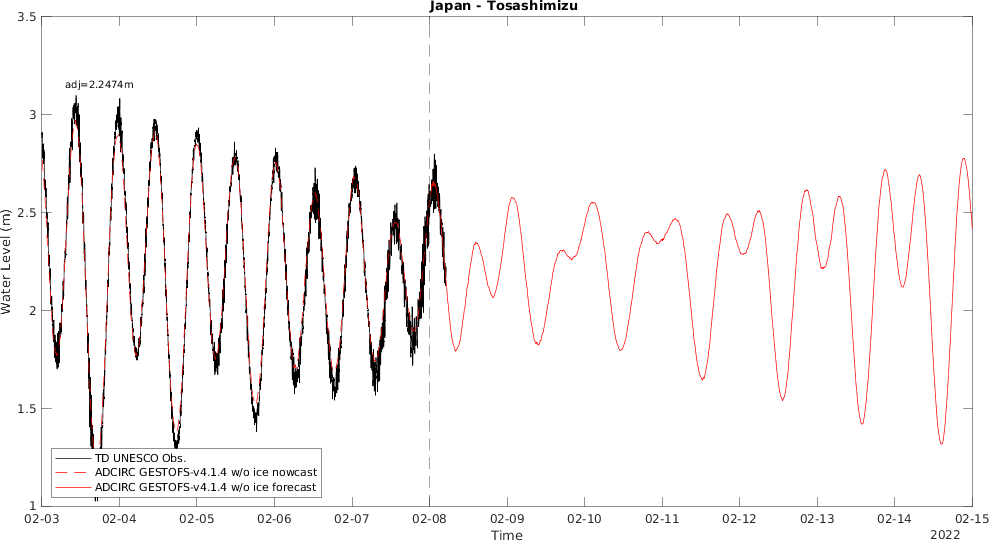 Japan - Tosashimizu
3.5
adj=2.2474m
3
2.5
Water Level (m)
2
1.5
TD UNESCO Obs.
ADCIRC GESTOFS-v4.1.4 w/o ice nowcast
ADCIRC GESTOFS-v4.1.4 w/o ice forecast
1
02-03 02-04 02-05 02-06 02-07 02-08 02-09 02-10 02-11 02-12 02-13 02-14 02-15
Time
2022